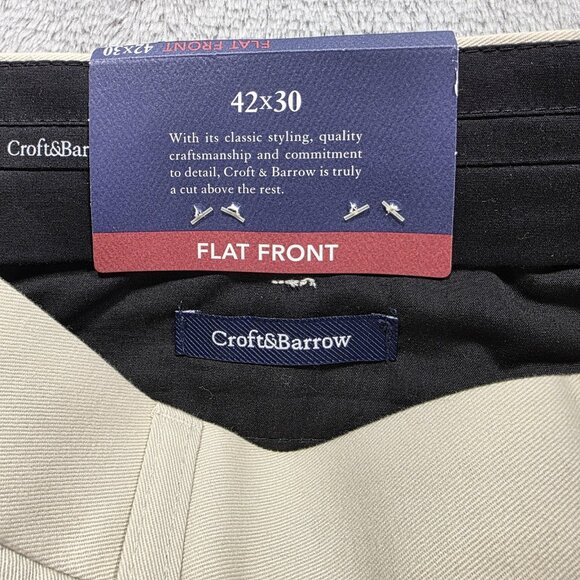 42X30 FLAT FRONT
42x30
With its classic styling, quality
craftsmanship and commitment
to detail, Croft & Barrow is truly
a cut above the rest.
Croft&Bar
FLAT FRONT
Croft&Barrow